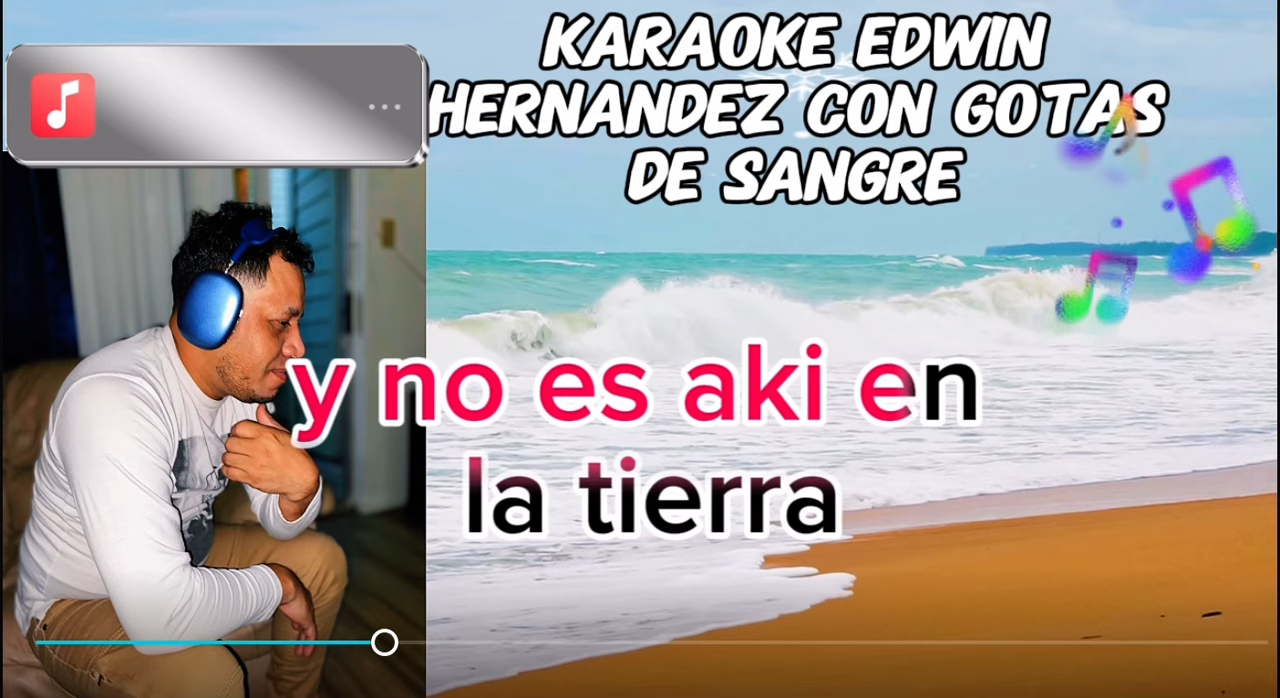 KARAOKE EDWIN
HERNANDEZ CON GOTAS
DE SANGRE
y no es aki en
la tierra